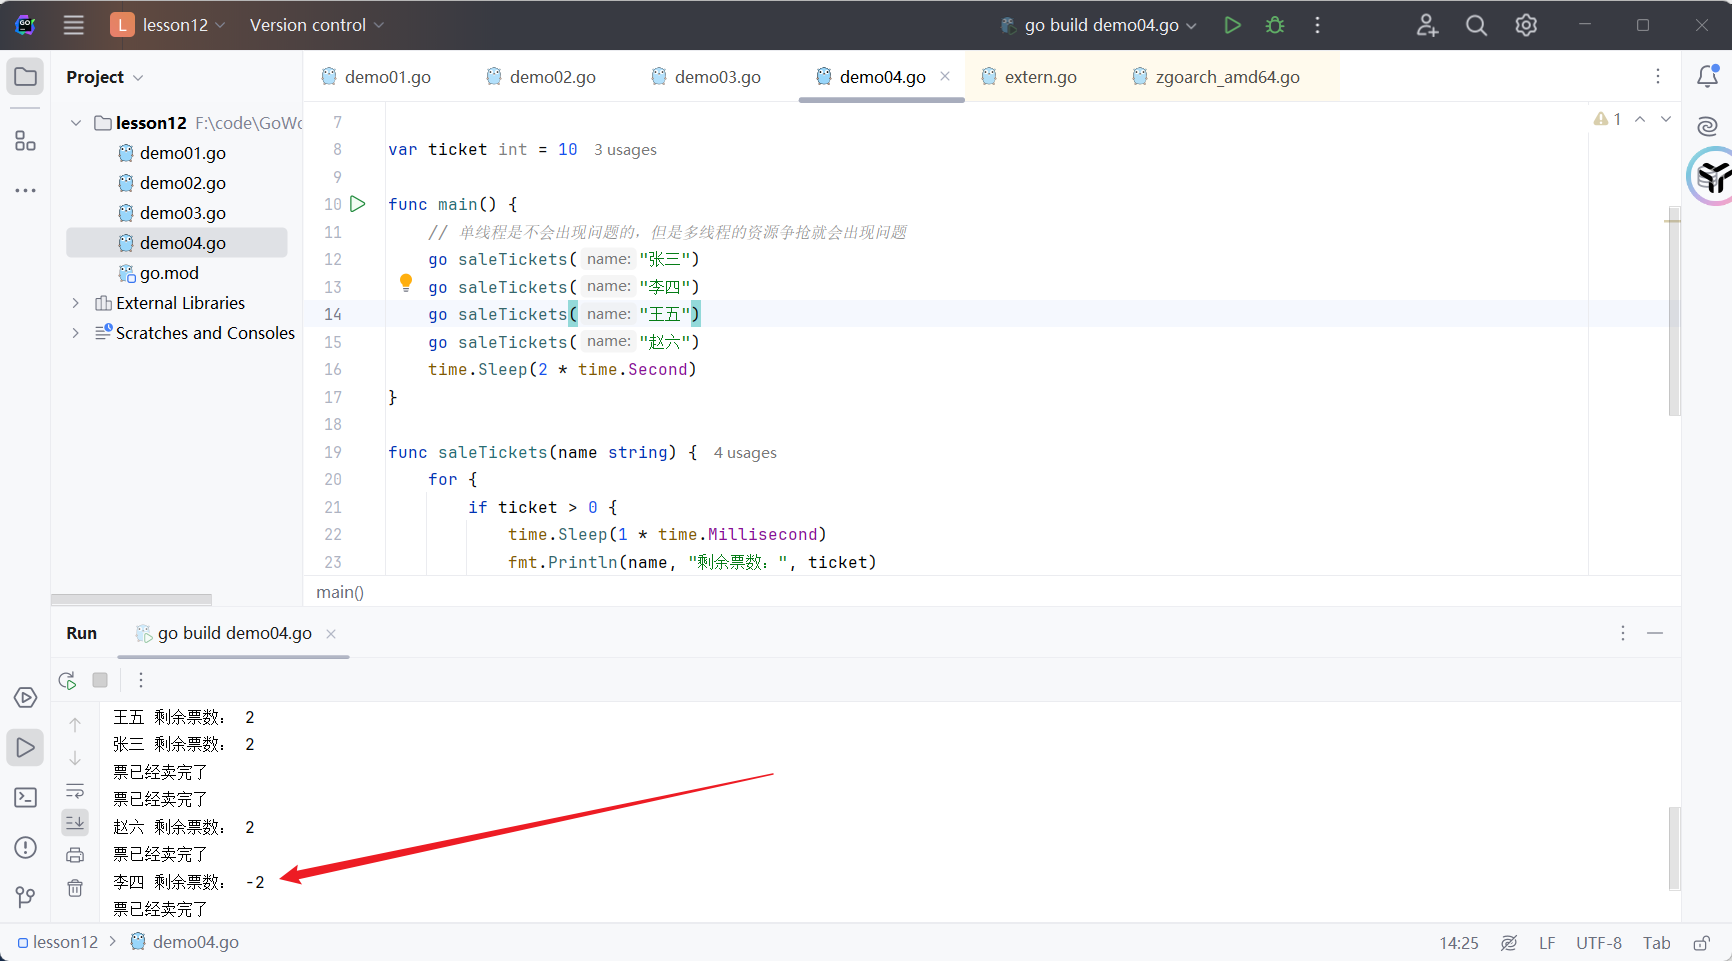 L lesson12 Version control go build demo04.go
Project
demo01.go demo02.go demo03.go demo04.go extern.go zgoarch_amd64.go
lesson12 F:\code\GoWo
demo01.go
demo02.go
demo03.go
demo04.go
go.mod
External Libraries
Scratches and Consoles
1
7
8 var ticket int = 10 3 usages
9
10 func main() {
11 // 单线程是不会出现问题的，但是多线程的资源争抢就会出现问题
12 go saleTickets( name: "张三")
13 go saleTickets( name: "李四")
14 go saleTickets( name: "王五")
15 go saleTickets( name: "赵六")
16 time.Sleep(2 * time.Second)
17 }
18
19 func saleTickets(name string) { 4 usages
20 for {
21 if ticket > 0 {
22 time.Sleep(1 * time.Millisecond)
23 fmt.Println(name, "剩余票数：", ticket)
main()
Run go build demo04.go
王五 剩余票数： 2
张三 剩余票数： 2
票已经卖完了
票已经卖完了
赵六 剩余票数： 2
票已经卖完了
李四 剩余票数： -2
票已经卖完了
lesson12 > demo04.go 14:25 LF UTF-8 Tab